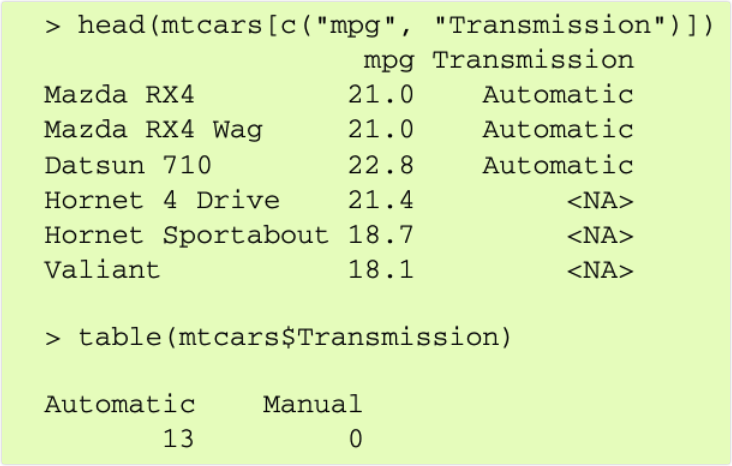 > head(mtcars[c("mpg", "Transmission")])
mpg Transmission
Mazda RX4 21.0 Automatic
Mazda RX4 Wag 21.0 Automatic
Datsun 710 22.8 Automatic
Hornet 4 Drive 21.4 <NA>
Hornet Sportabout 18.7 <NA>
Valiant 18.1 <NA>
> table(mtcars$Transmission)
Automatic Manual
13 0